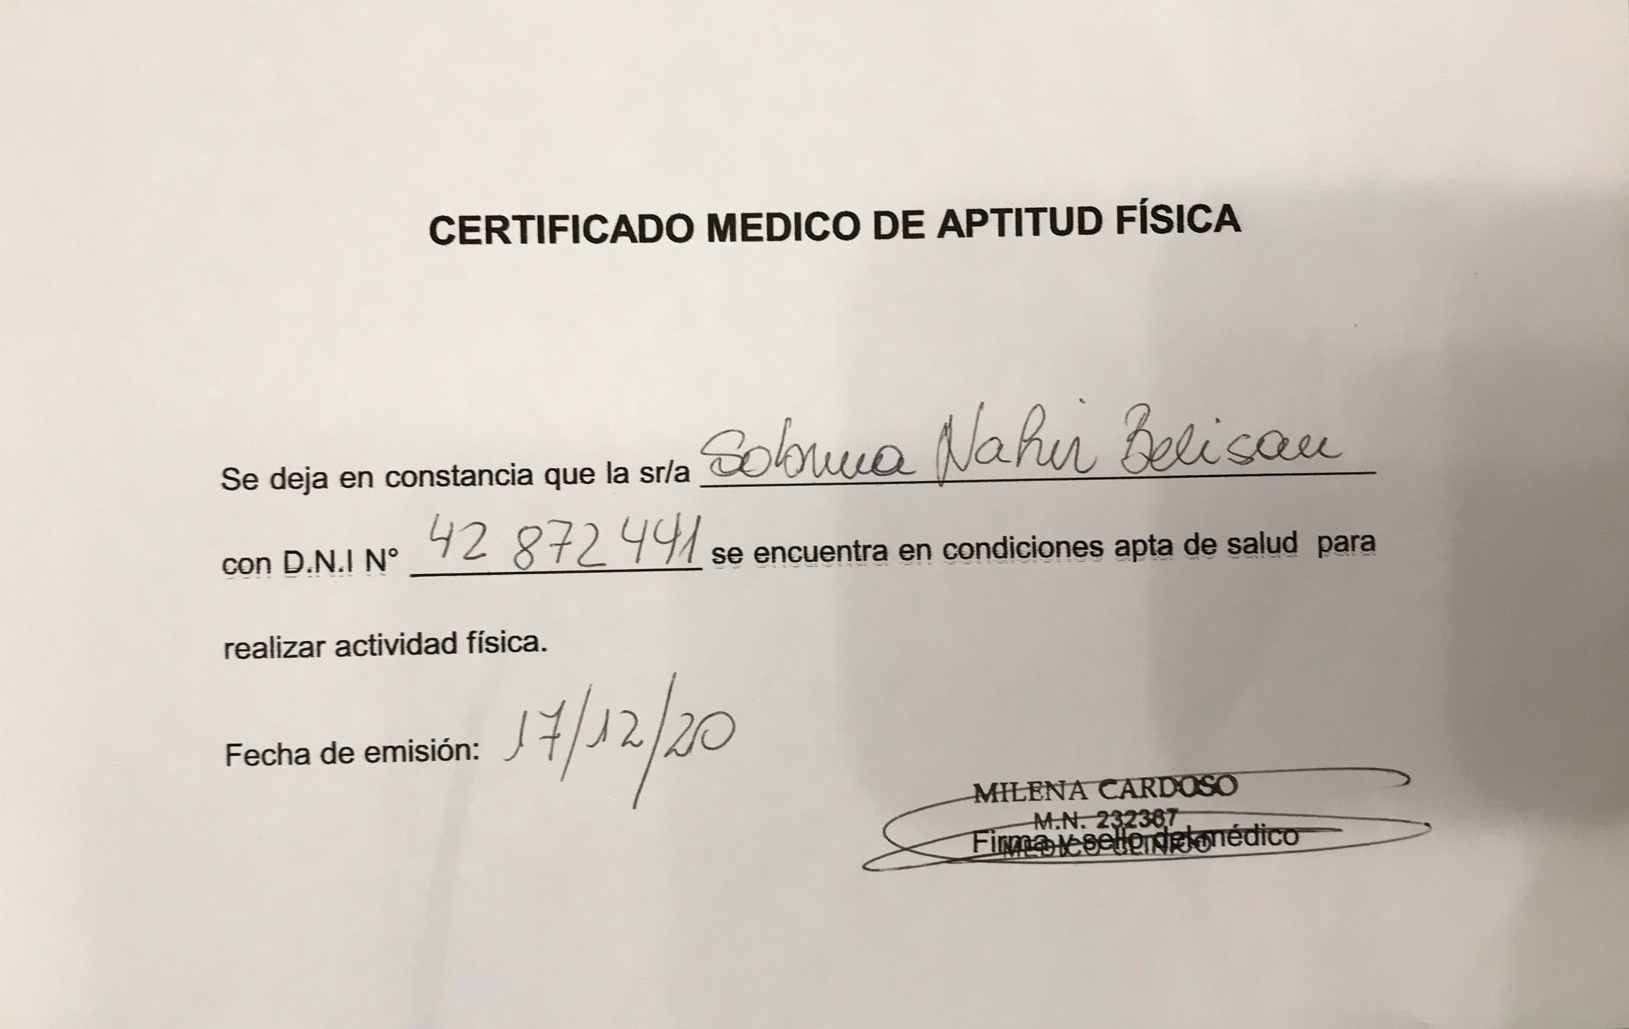 CERTIFICADO MEDICO DE APTITUD FÍSICA
Se deja en constancia que la sr/a Nahir Belisan
con D.N.I N° 42 872 441 se encuentra en condiciones apta de salud para
realizar actividad física.
Fecha de emisión: 17/12/20
MILENA CARDOSO
M.N. 232367
Firma y sello del médico